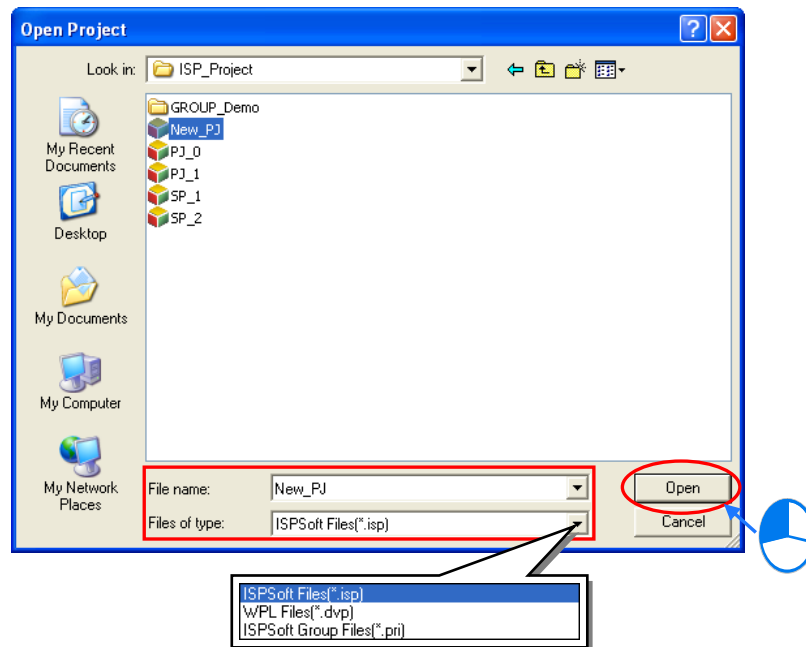 Open Project
Look in:
ISP_Project
My Recent
Documents
Desktop
My Documents
My Computer
My Network
Places
GROUP_Demo
New_PJ
PJ_0
PJ_1
SP_1
SP_2
File name:
New_PJ
Open
Files of type:
ISPSoft Files(*.isp)
Cancel
ISPSoft Files(*.isp)
WPL Files(*.dvp)
ISPSoft Group Files(*.pri)